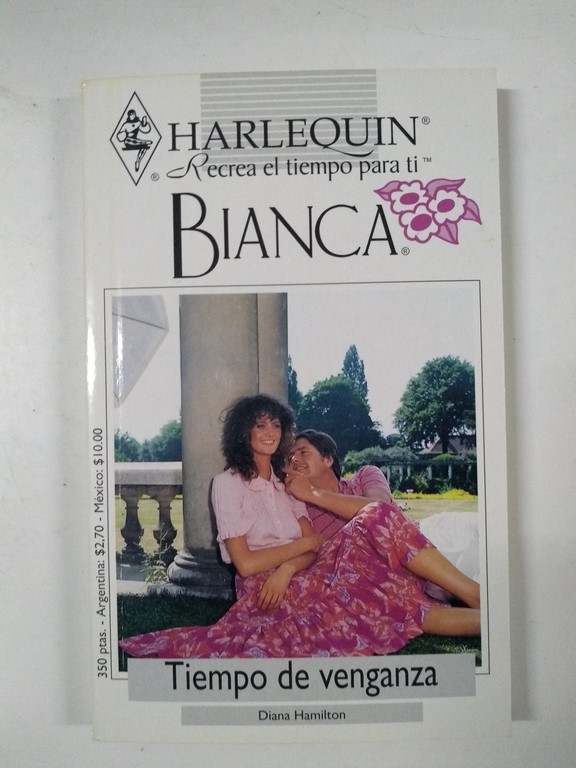 HARLEQUIN®
®
Recrea el tiempo para ti™
BIANCA®
350 ptas. - Argentina: $2,70 - México: $10.00
Tiempo de venganza
Diana Hamilton